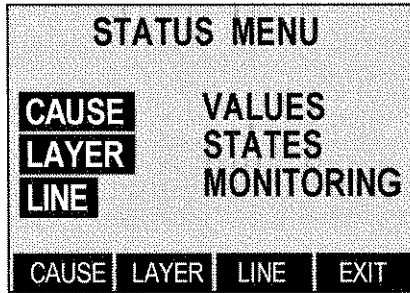 STATUS MENU
CAUSE VALUES
LAYER STATES
LINE MONITORING
CAUSE LAYER LINE EXIT